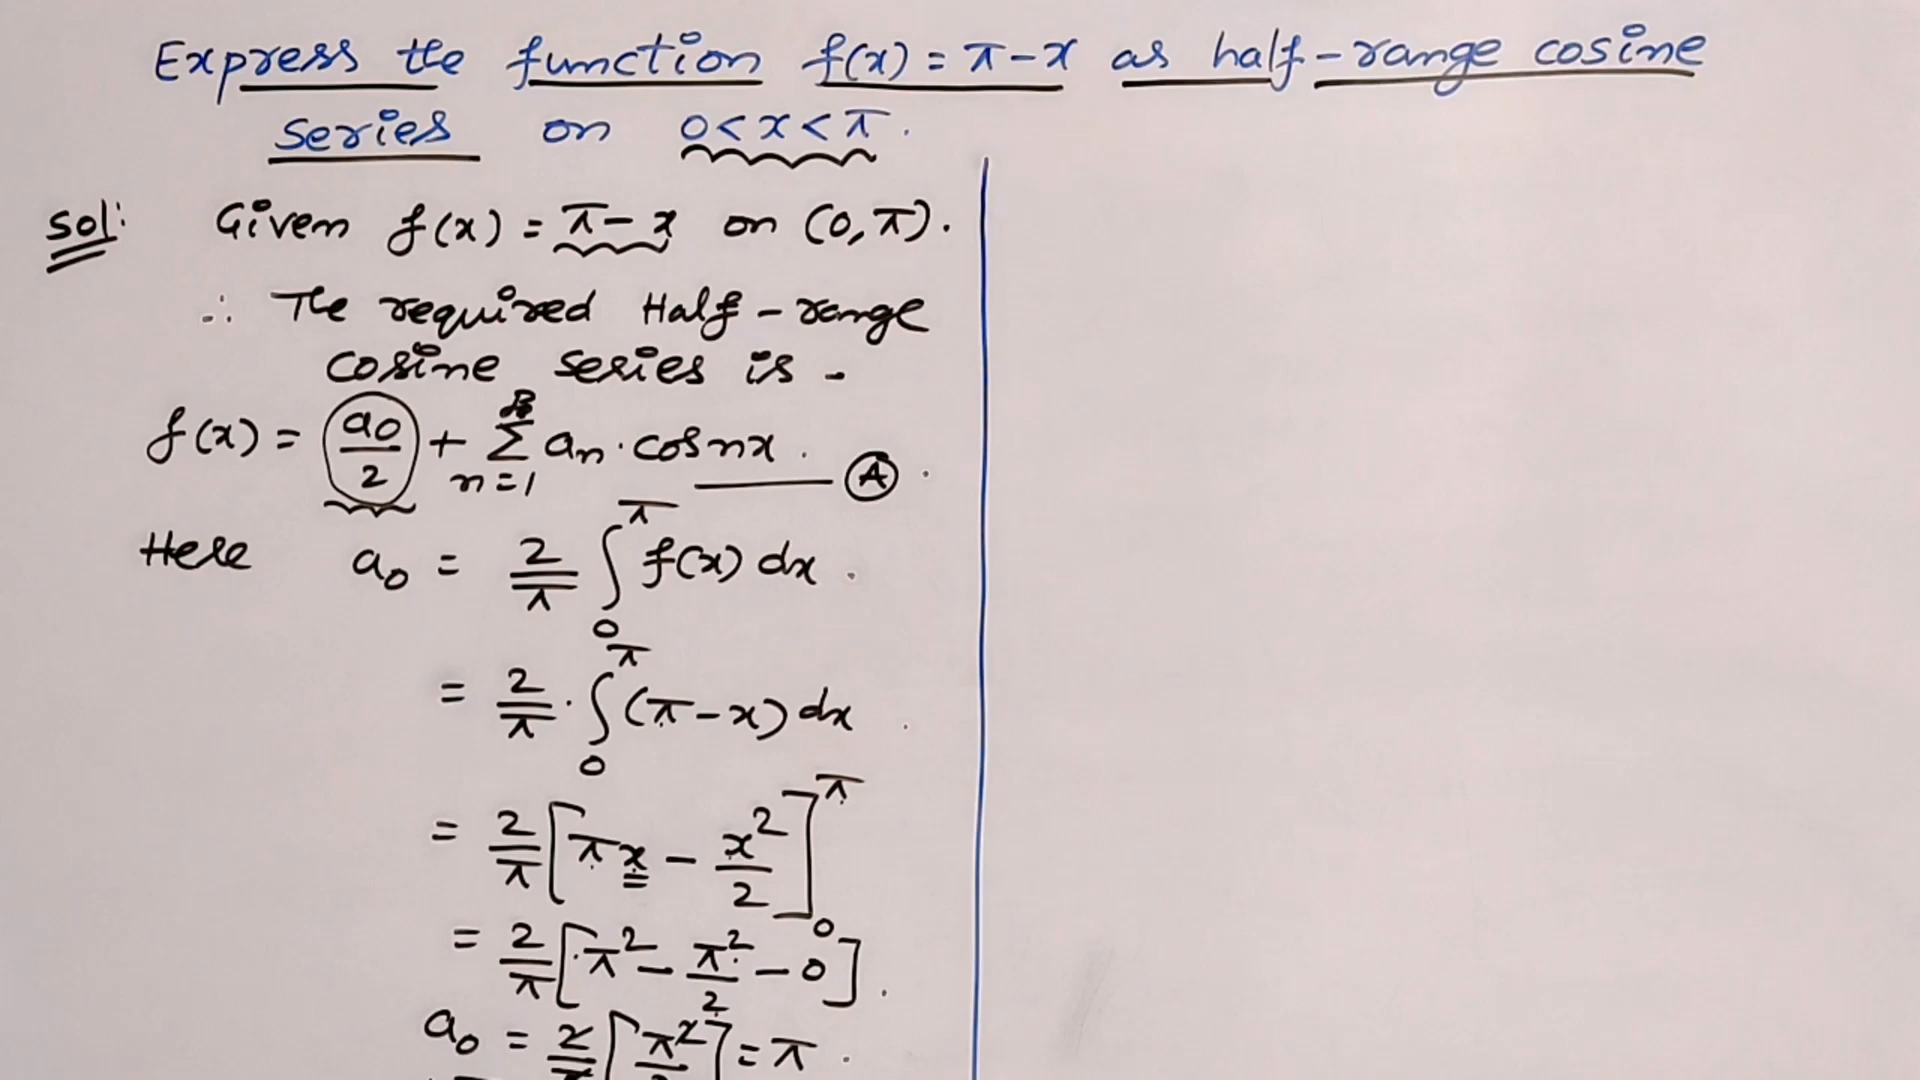 Express the function f(x) = π-x as half-range cosine
series on 0<x<π.
Sol: Given f(x) = π-x on (0,π).
∴ The required Half-range
cosine series is -
f(x) = a₀/2 + ∑_{n=1}^{∞} aₙ·cosnx. Ⓐ.
Here a₀ = 2/π ∫₀^π f(x) dx.
= 2/π · ∫₀^π (π-x) dx
= 2/π [πx - x²/2]₀^π
= 2/π [π² - π²/2 - 0].
a₀ = 2/π [π²/2] = π.